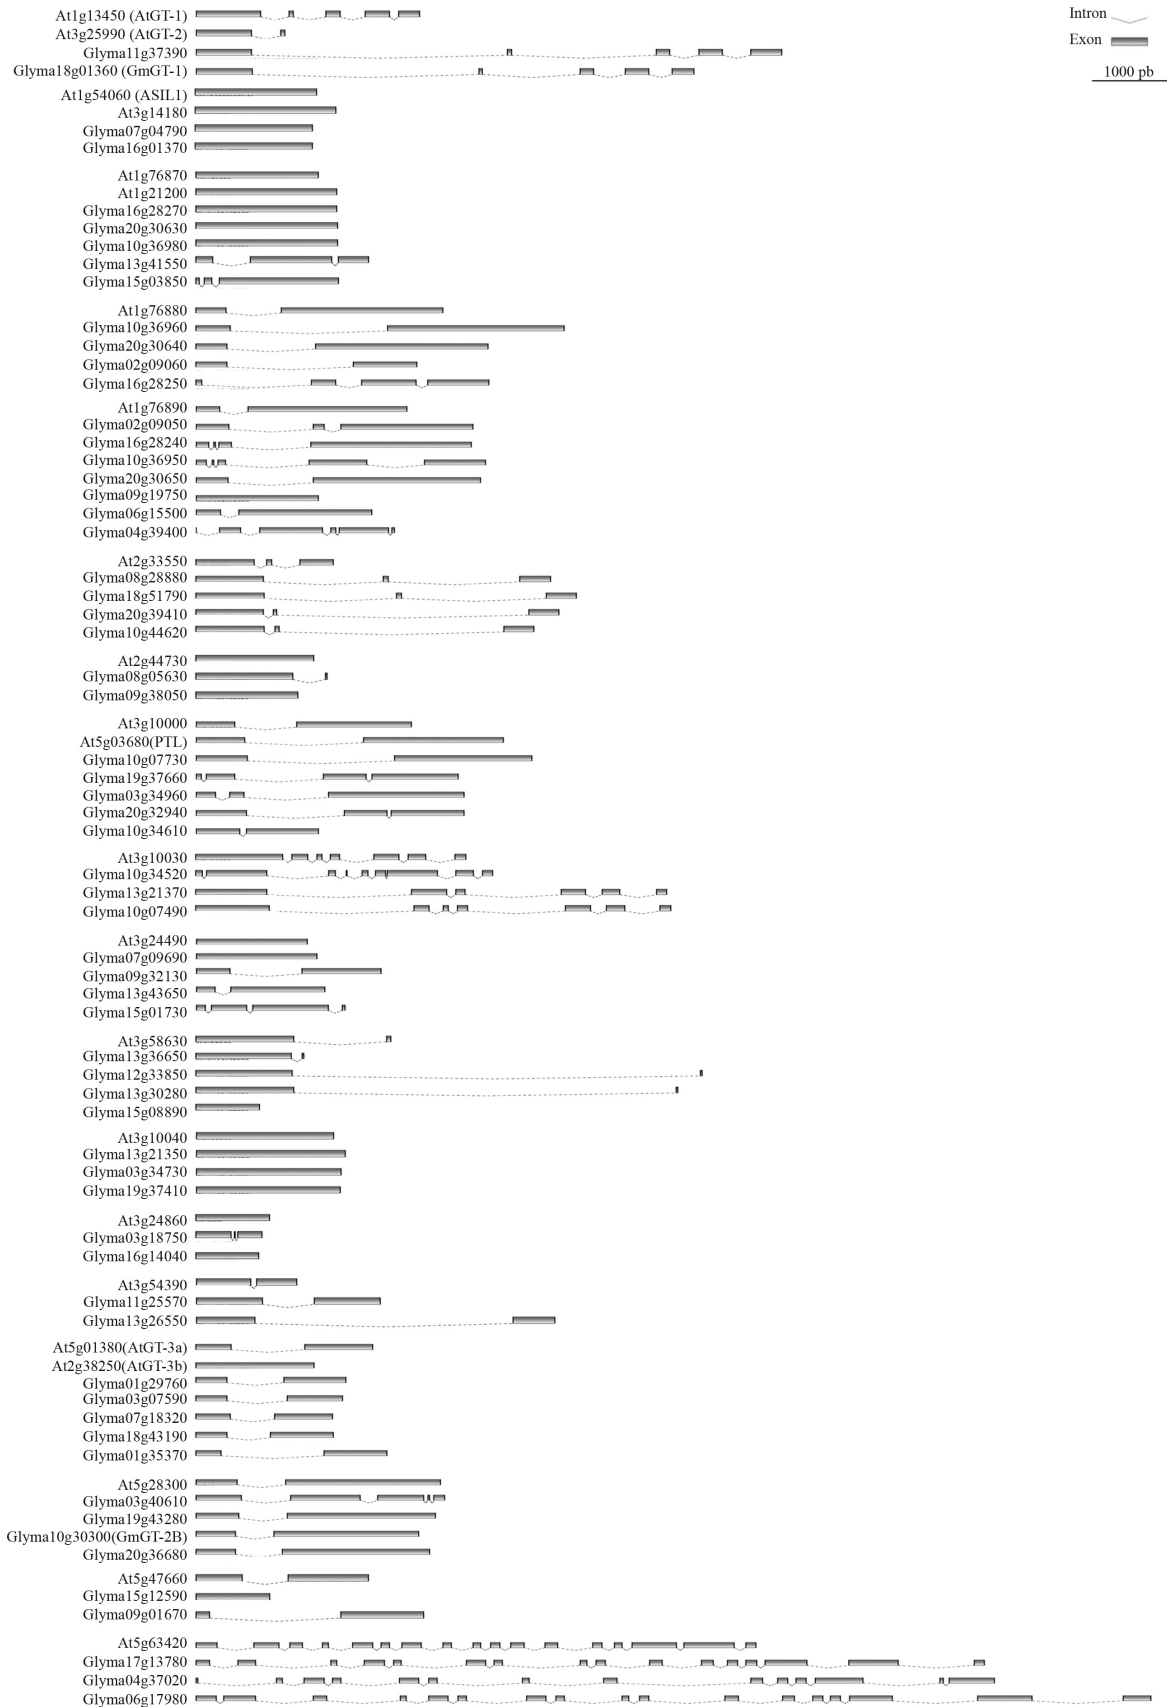 At1g13450 (AtGT-1)
At3g25990 (AtGT-2)
Glyma11g37390
Glyma18g01360 (GmGT-1)
At1g54060 (ASIL1)
At3g14180
Glyma07g04790
Glyma16g01370
At1g76870
At1g21200
Glyma16g28270
Glyma20g30630
Glyma10g36980
Glyma13g41550
Glyma15g03850
At1g76880
Glyma10g36960
Glyma20g30640
Glyma02g09060
Glyma16g28250
At1g76890
Glyma02g09050
Glyma16g28240
Glyma10g36950
Glyma20g30650
Glyma09g19750
Glyma06g15500
Glyma04g39400
At2g33550
Glyma08g28880
Glyma18g51790
Glyma20g39410
Glyma10g44620
At2g44730
Glyma08g05630
Glyma09g38050
At3g10000
At5g03680(PTL)
Glyma10g07730
Glyma19g37660
Glyma03g34960
Glyma20g32940
Glyma10g34610
At3g10030
Glyma10g34520
Glyma13g21370
Glyma10g07490
At3g24490
Glyma07g09690
Glyma09g32130
Glyma13g43650
Glyma15g01730
At3g58630
Glyma13g36650
Glyma12g33850
Glyma13g30280
Glyma15g08890
At3g10040
Glyma13g21350
Glyma03g34730
Glyma19g37410
At3g24860
Glyma03g18750
Glyma16g14040
At3g54390
Glyma11g25570
Glyma13g26550
At5g01380(AtGT-3a)
At2g38250(AtGT-3b)
Glyma01g29760
Glyma03g07590
Glyma07g18320
Glyma18g43190
Glyma01g35370
At5g28300
Glyma03g40610
Glyma19g43280
Glyma10g30300(GmGT-2B)
Glyma20g36680
At5g47660
Glyma15g12590
Glyma09g01670
At5g63420
Glyma17g13780
Glyma04g37020
Glyma06g17980
Intron
Exon
1000 pb